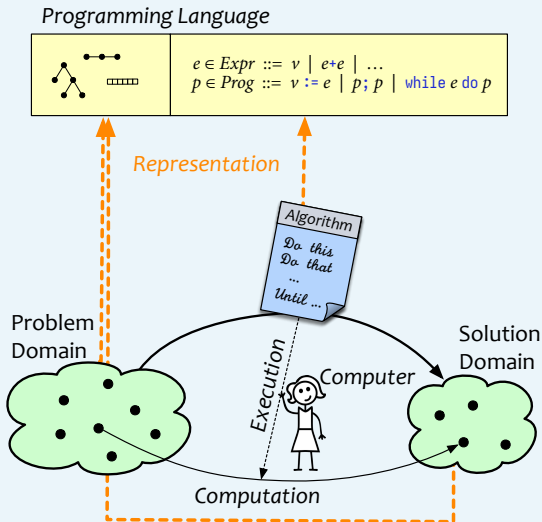 Programming Language
e ∈ Expr ::= v | e+e | ...
p ∈ Prog ::= v := e | p; p | while e do p
Representation
Algorithm
Do this
Do that
...
Until ...
Problem
Domain
Solution
Domain
Execution
Computer
Computation